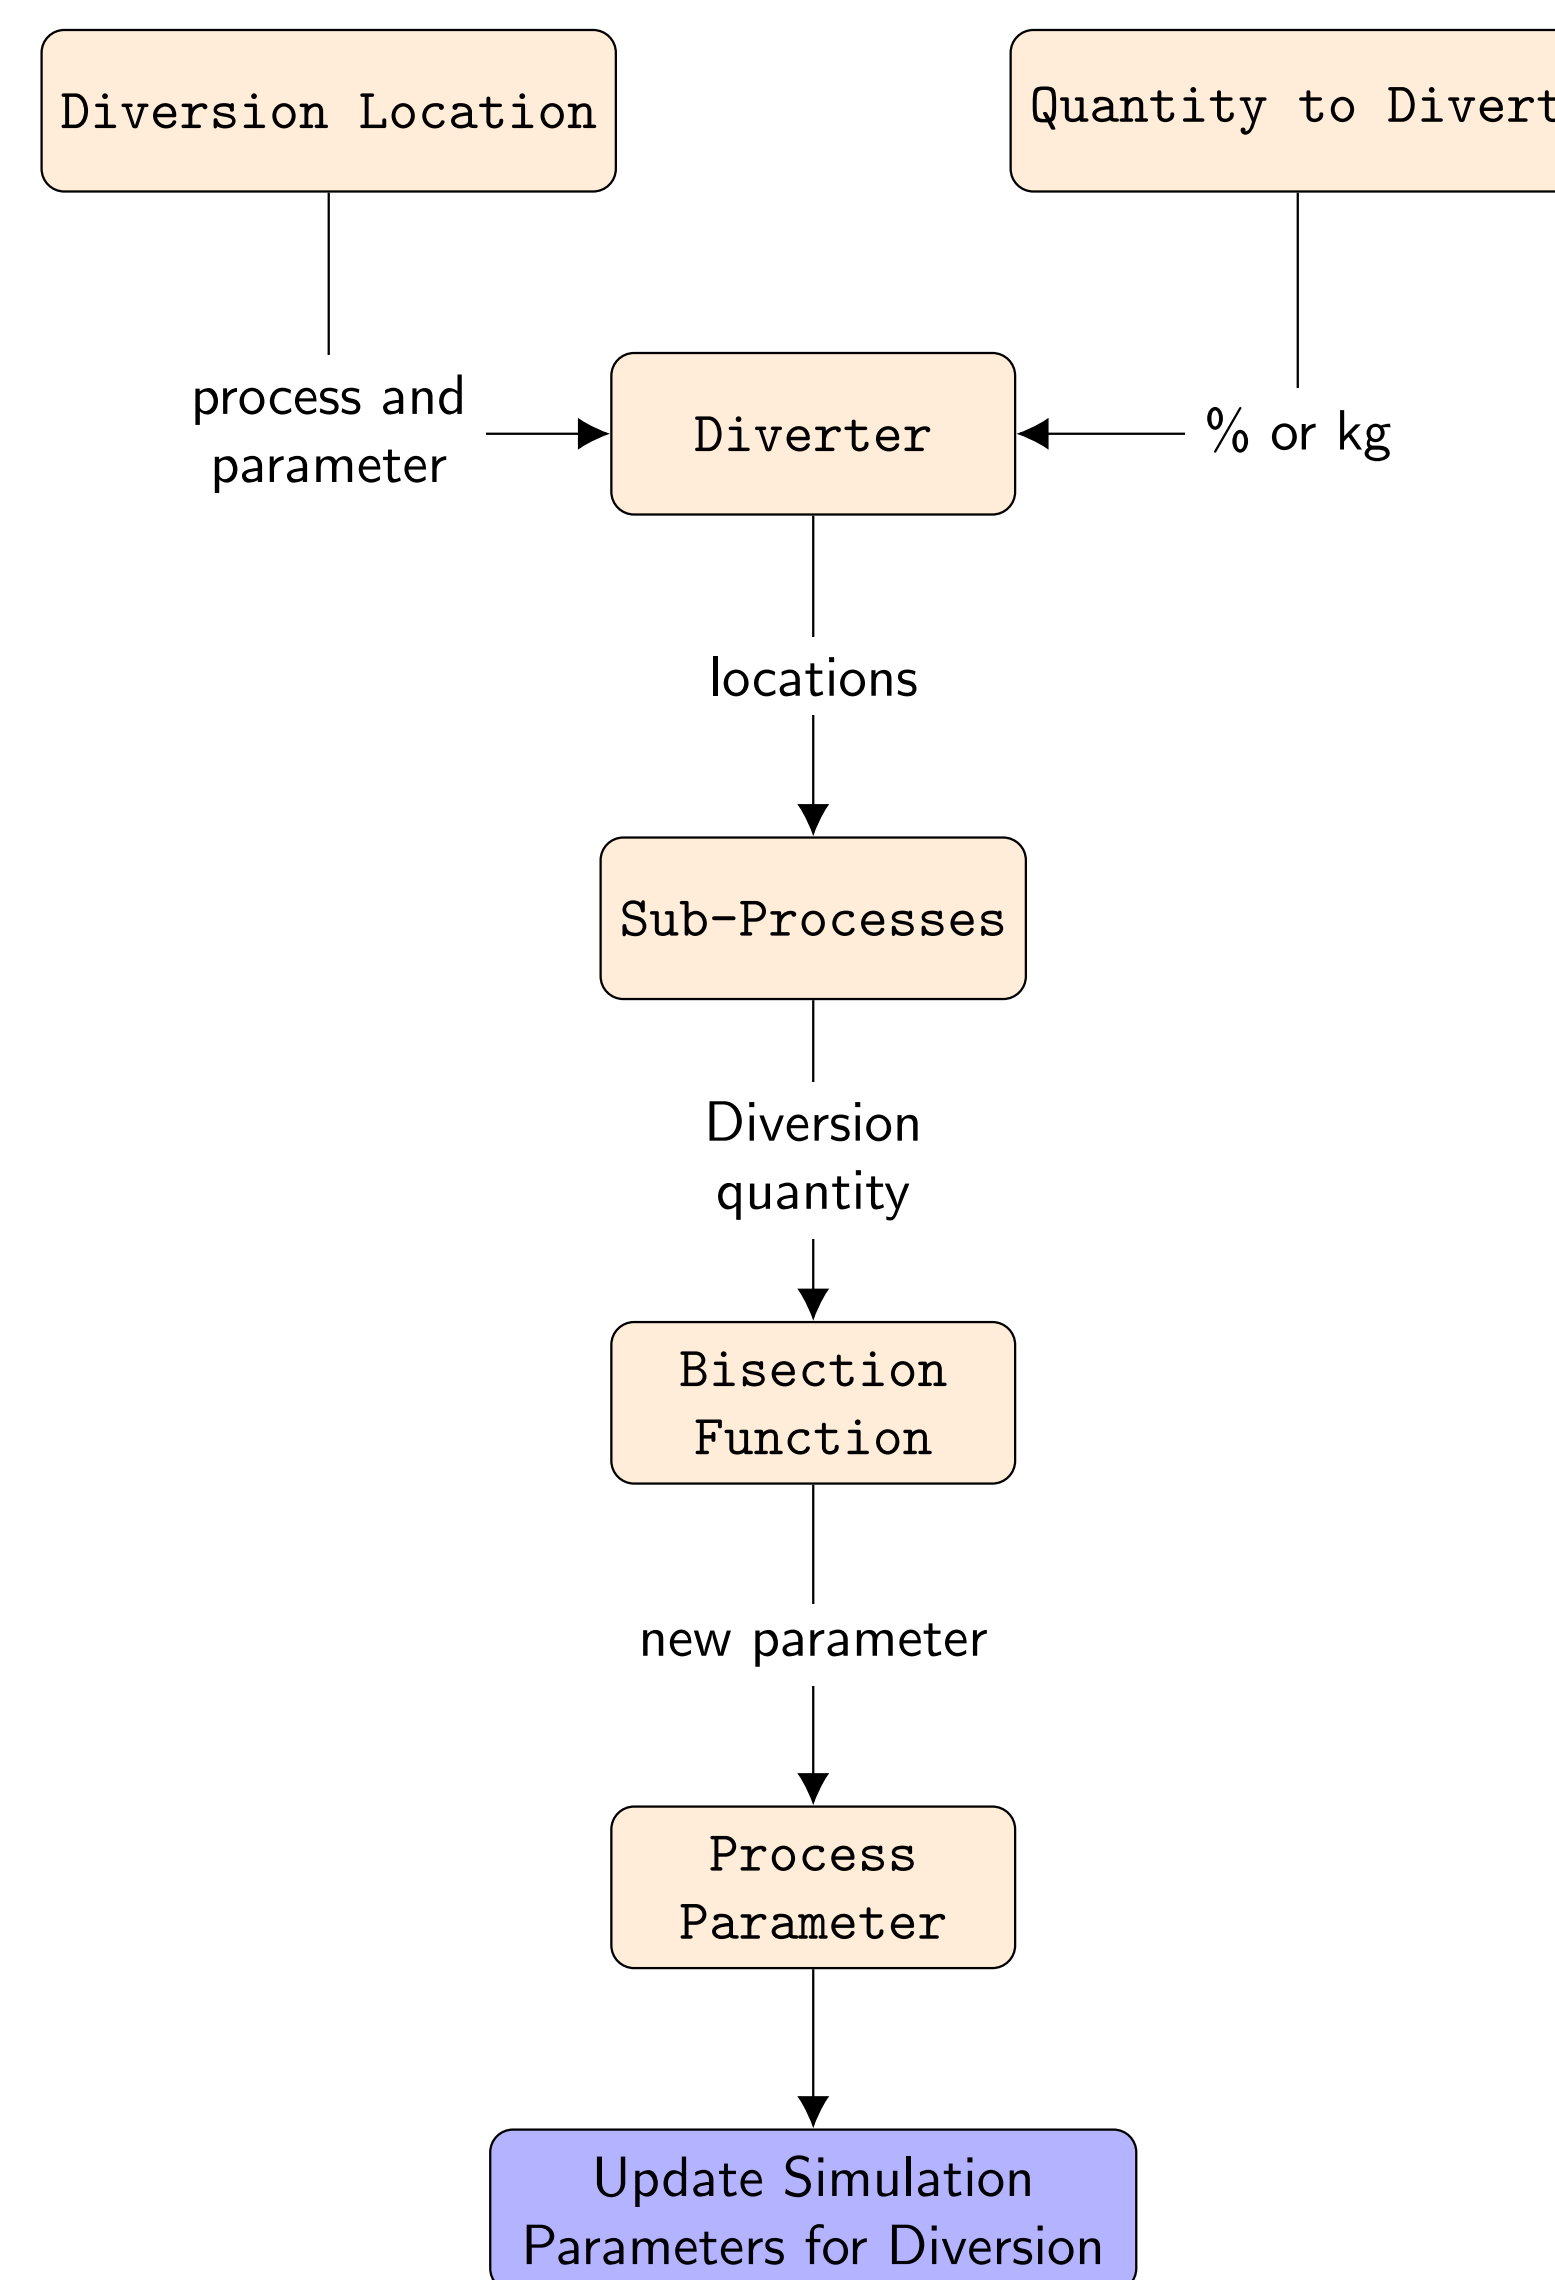 Diversion Location
Quantity to Divert
process and
parameter
Diverter
% or kg
locations
Sub-Processes
Diversion
quantity
Bisection
Function
new parameter
Process
Parameter
Update Simulation
Parameters for Diversion